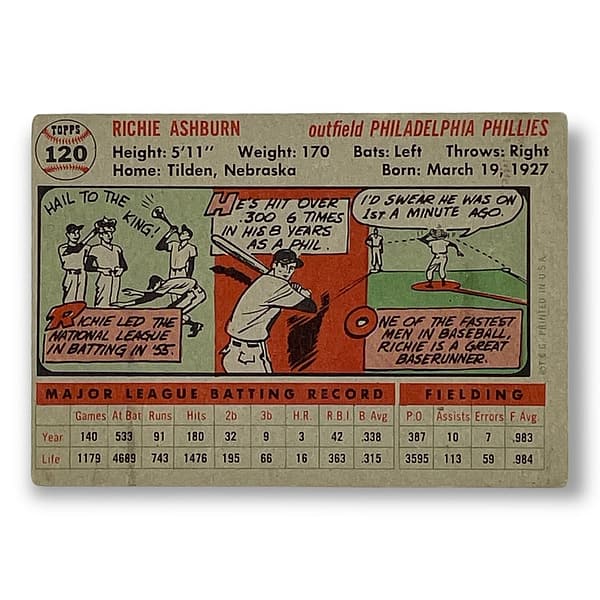 TOPPS
120
RICHIE ASHBURN outfield PHILADELPHIA PHILLIES
Height: 5'11" Weight: 170 Bats: Left Throws: Right
Home: Tilden, Nebraska Born: March 19, 1927
HAIL TO THE
KING!
RICHIE LED THE
NATIONAL LEAGUE
IN BATTING IN '55.
HE'S HIT OVER
.300 6 TIMES
IN HIS 8 YEARS
AS A PHIL.
I'D SWEAR HE WAS ON
1ST A MINUTE AGO.
ONE OF THE FASTEST
MEN IN BASEBALL,
RICHIE IS A GREAT
BASERUNNER.
©T.C.G. PRINTED IN U.S.A.
MAJOR LEAGUE BATTING RECORD FIELDING
Games At Bat Runs Hits 2b 3b H.R. R.B.I. B. Avg P.O. Assists Errors F. Avg
Year 140 533 91 180 32 9 3 42 .338 387 10 7 .983
Life 1179 4689 743 1476 195 66 16 363 .315 3595 113 59 .984